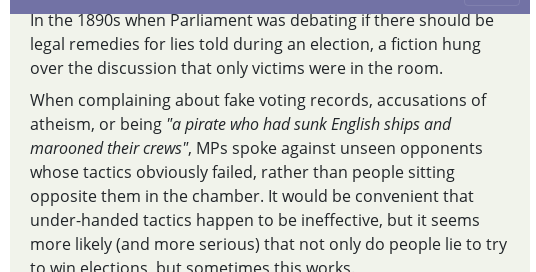 In the 1890s when Parliament was debating if there should be
legal remedies for lies told during an election, a fiction hung
over the discussion that only victims were in the room.
When complaining about fake voting records, accusations of
atheism, or being "a pirate who had sunk English ships and
marooned their crews", MPs spoke against unseen opponents
whose tactics obviously failed, rather than people sitting
opposite them in the chamber. It would be convenient that
under-handed tactics happen to be ineffective, but it seems
more likely (and more serious) that not only do people lie to try
to win elections, but sometimes this works.